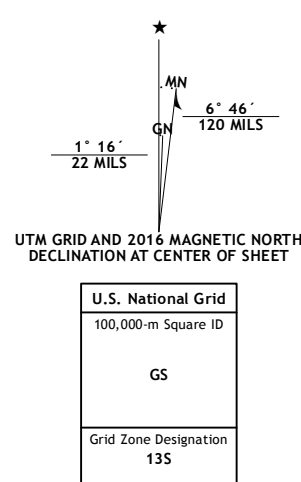 MN
6° 46´
120 MILS
GN
1° 16´
22 MILS
UTM GRID AND 2016 MAGNETIC NORTH
DECLINATION AT CENTER OF SHEET
U.S. National Grid
100,000-m Square ID
GS
Grid Zone Designation
13S